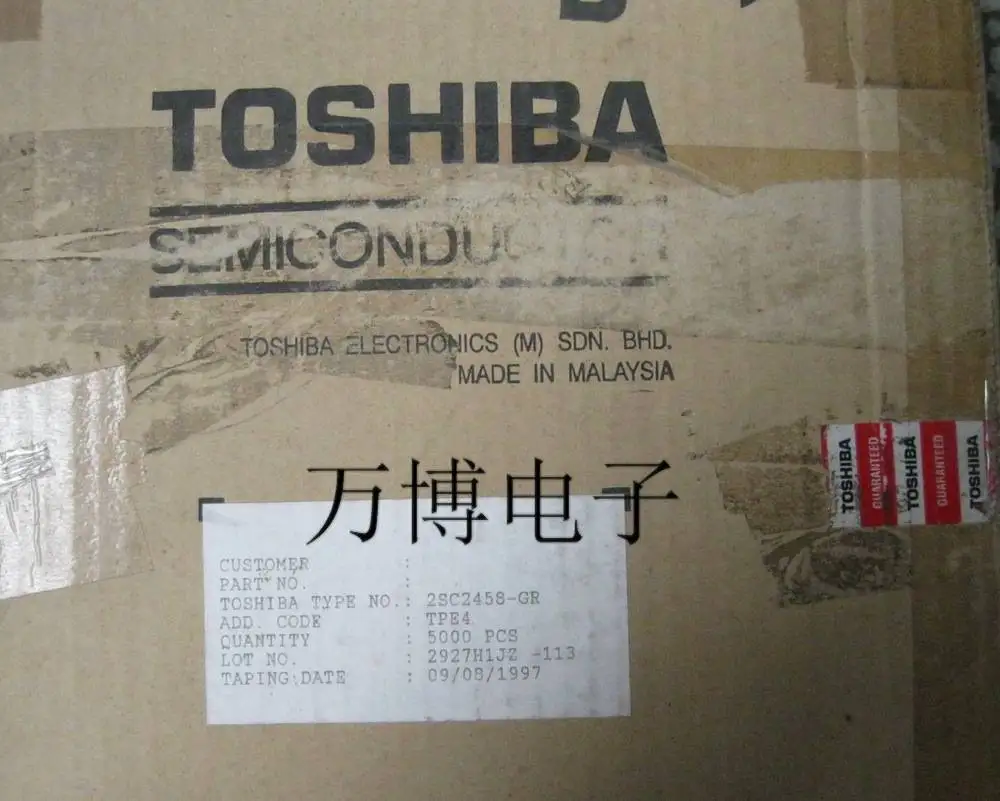 TOSHIBA
SEMICONDUCTOR
TOSHIBA ELECTRONICS (M) SDN. BHD.
MADE IN MALAYSIA
TOSHIBA GUARANTEED TOSHIBA GUARANTEED TOSHIBA
万博电子
CUSTOMER :
PART NO. :
TOSHIBA TYPE NO.: 2SC2458-GR
ADD. CODE : TPE4
QUANTITY : 5000 PCS
LOT NO. : 2927H1JZ -113
TAPING DATE : 09/08/1997